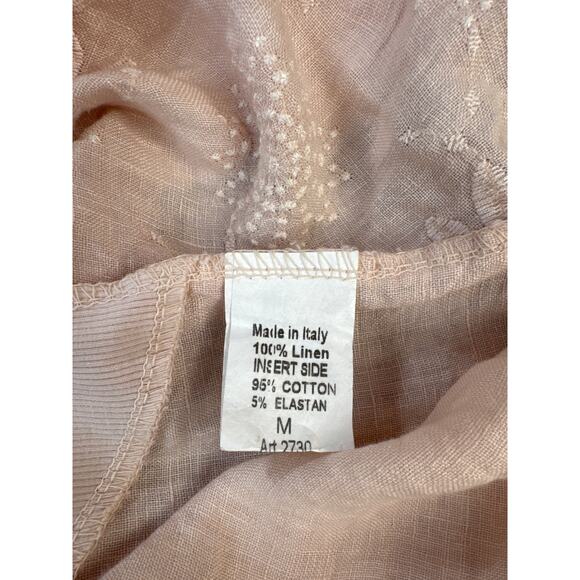 Made in Italy
100% Linen
INSERT SIDE
95% COTTON
5% ELASTAN
M
Art 2730